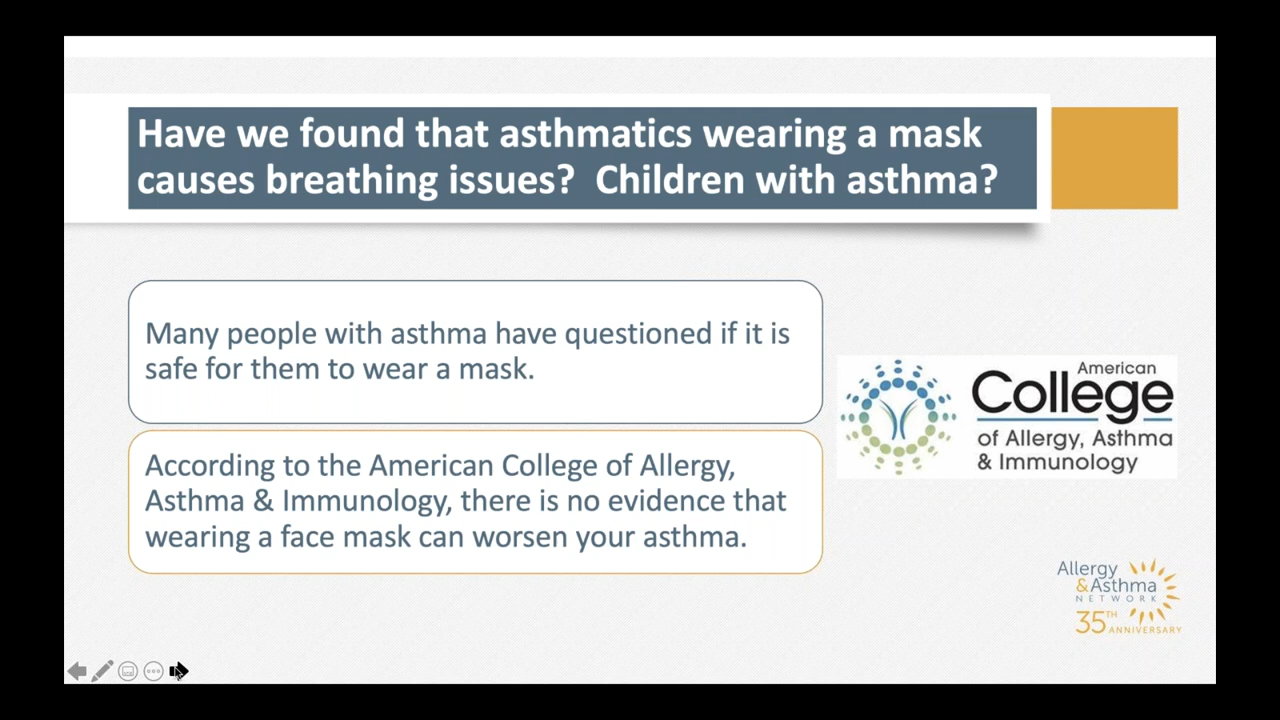 Have we found that asthmatics wearing a mask
causes breathing issues?  Children with asthma?
Many people with asthma have questioned if it is
safe for them to wear a mask.
According to the American College of Allergy,
Asthma & Immunology, there is no evidence that
wearing a face mask can worsen your asthma.
American
College
of Allergy, Asthma
& Immunology
Allergy
&Asthma
NETWORK
35TH ANNIVERSARY